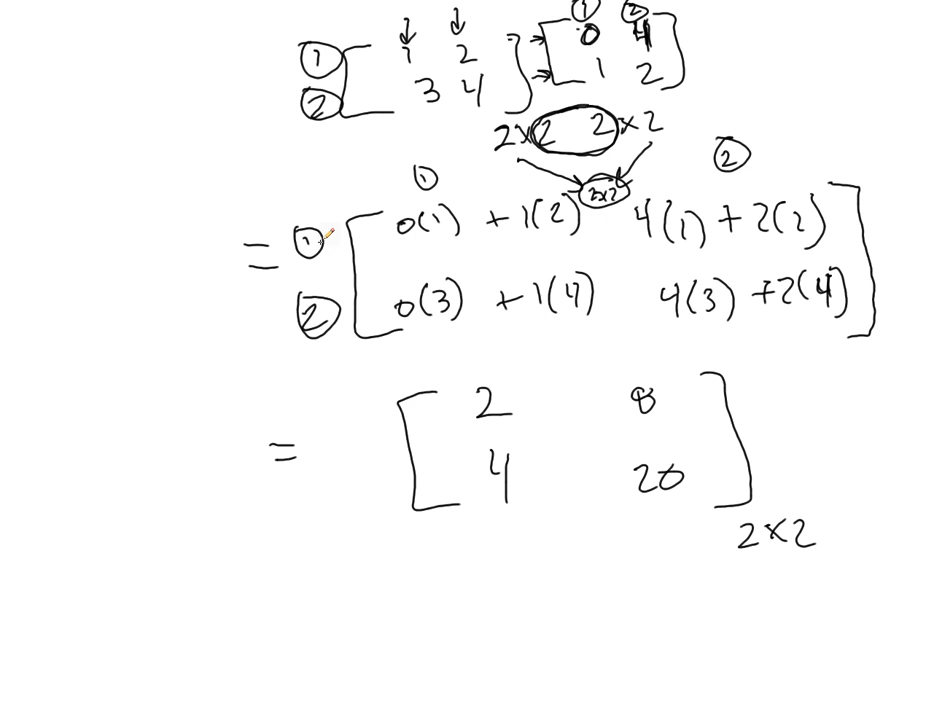 ① ②
① [ 1 2 ] [ 0 4 ]
② [ 3 4 ] [ 1 2 ]
2×2 2×2
2×2
① ②
= ① [ 0(1) + 1(2) 4(1) + 2(2) ]
② [ 0(3) + 1(4) 4(3) + 2(4) ]
= [ 2 8 ]
[ 4 20 ]
2×2